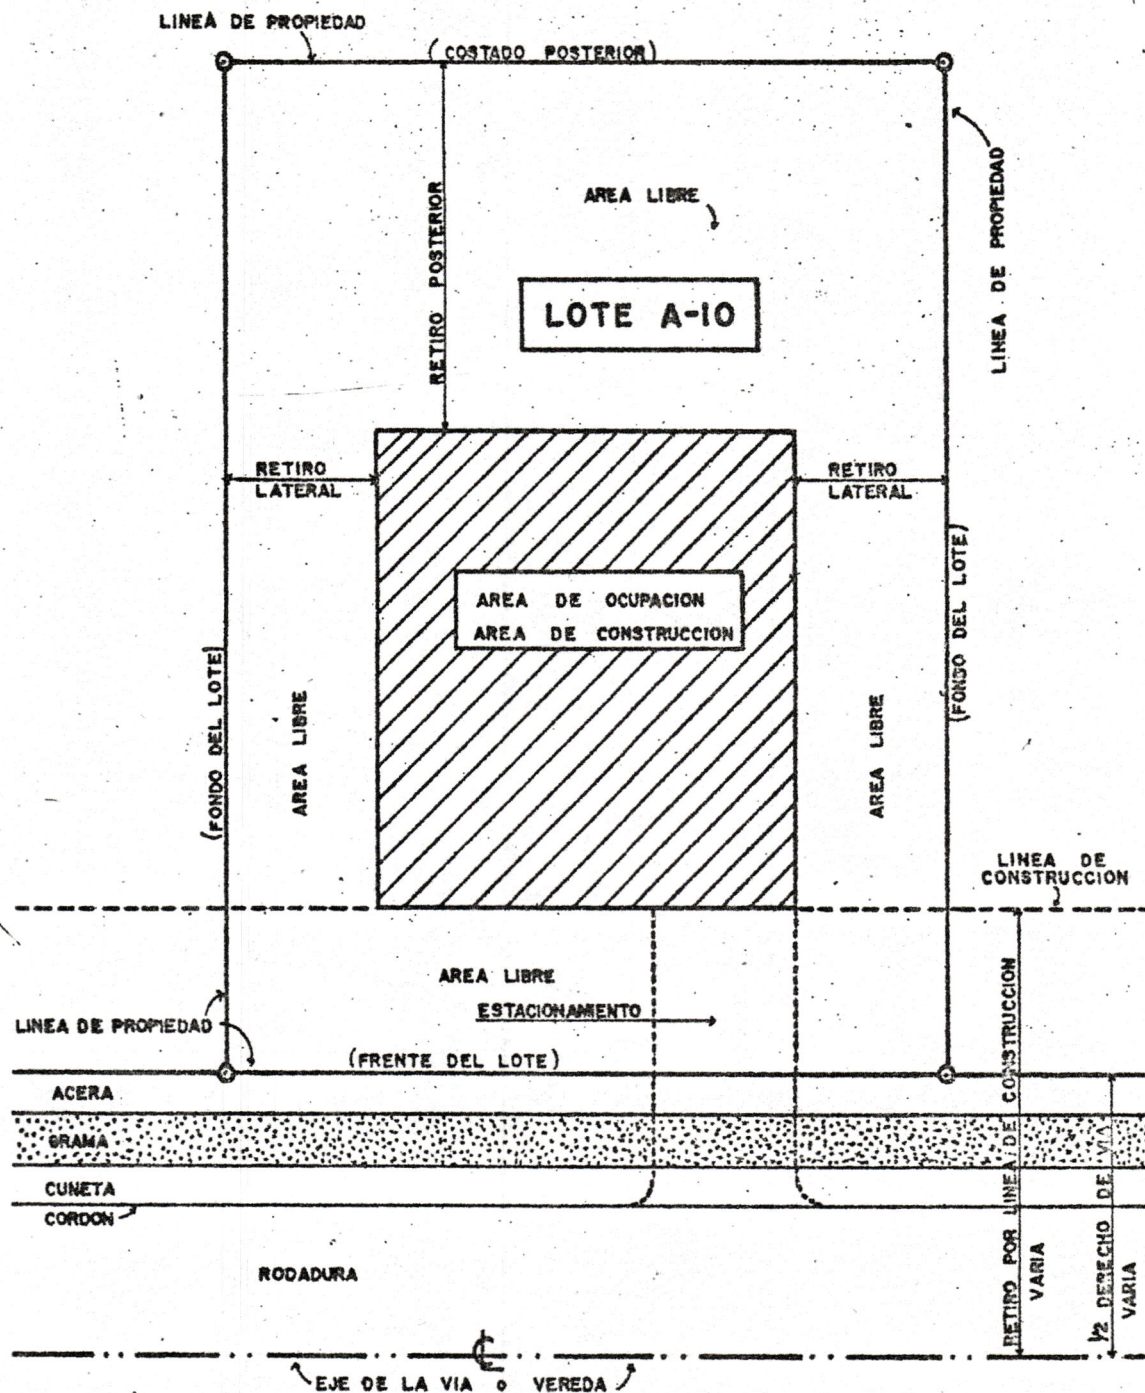 LINEA DE PROPIEDAD
(COSTADO POSTERIOR)
LINEA DE PROPIEDAD
AREA LIBRE
RETIRO POSTERIOR
LOTE A-10
RETIRO
LATERAL
RETIRO
LATERAL
AREA DE OCUPACION
AREA DE CONSTRUCCION
(FONDO DEL LOTE)
AREA LIBRE
AREA LIBRE
(FONDO DEL LOTE)
LINEA DE
CONSTRUCCION
AREA LIBRE
ESTACIONAMIENTO
LINEA DE PROPIEDAD
(FRENTE DEL LOTE)
ACERA
GRAMA
CUNETA
CORDON
RODADURA
RETIRO POR LINEA DE CONSTRUCCION
VARIA
1/2 DERECHO DE VIA
VARIA
EJE DE LA VIA o VEREDA